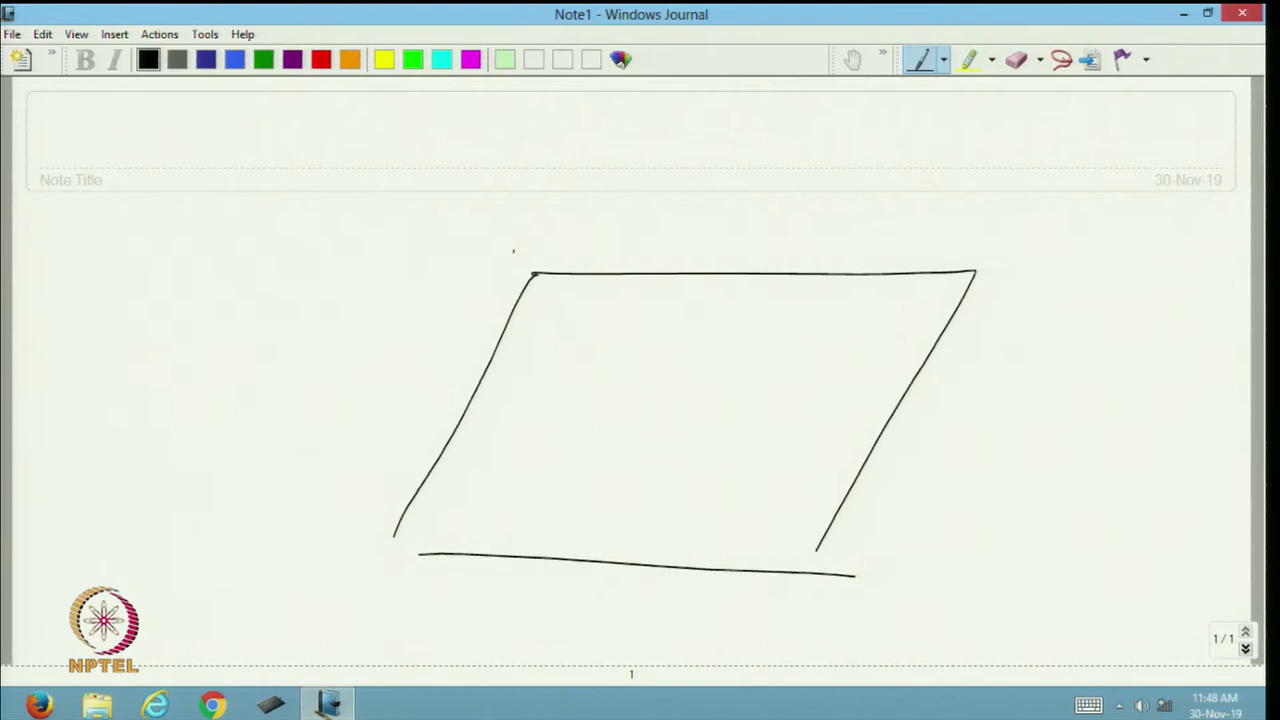 Note1 - Windows Journal
File Edit View Insert Actions Tools Help
B I
Note Title
30-Nov-19
NPTEL
1 / 1
1
11:48 AM
30-Nov-19